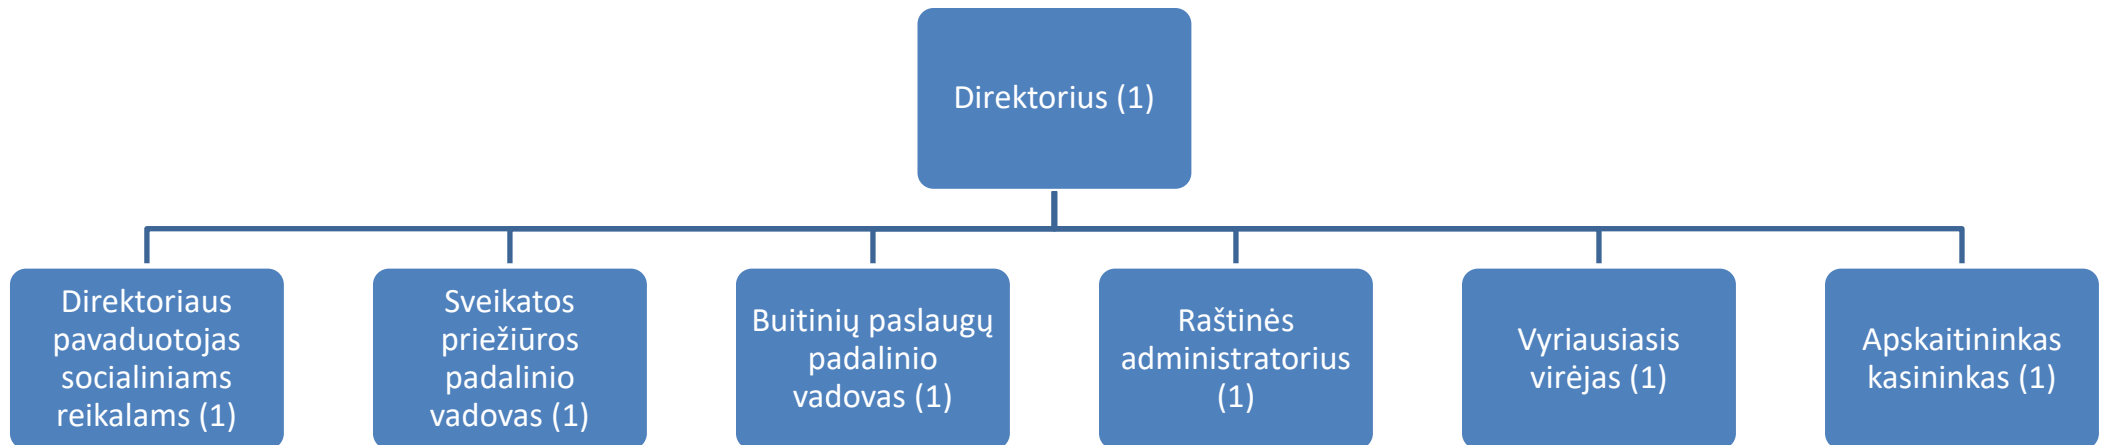 Direktorius (1)
Direktoriaus
pavaduotojas
socialiniams
reikalams (1)
Sveikatos
priežiūros
padalinio
vadovas (1)
Buitinių paslaugų
padalinio
vadovas (1)
Raštinės
administratorius
(1)
Vyriausiasis
virėjas (1)
Apskaitininkas
kasininkas (1)